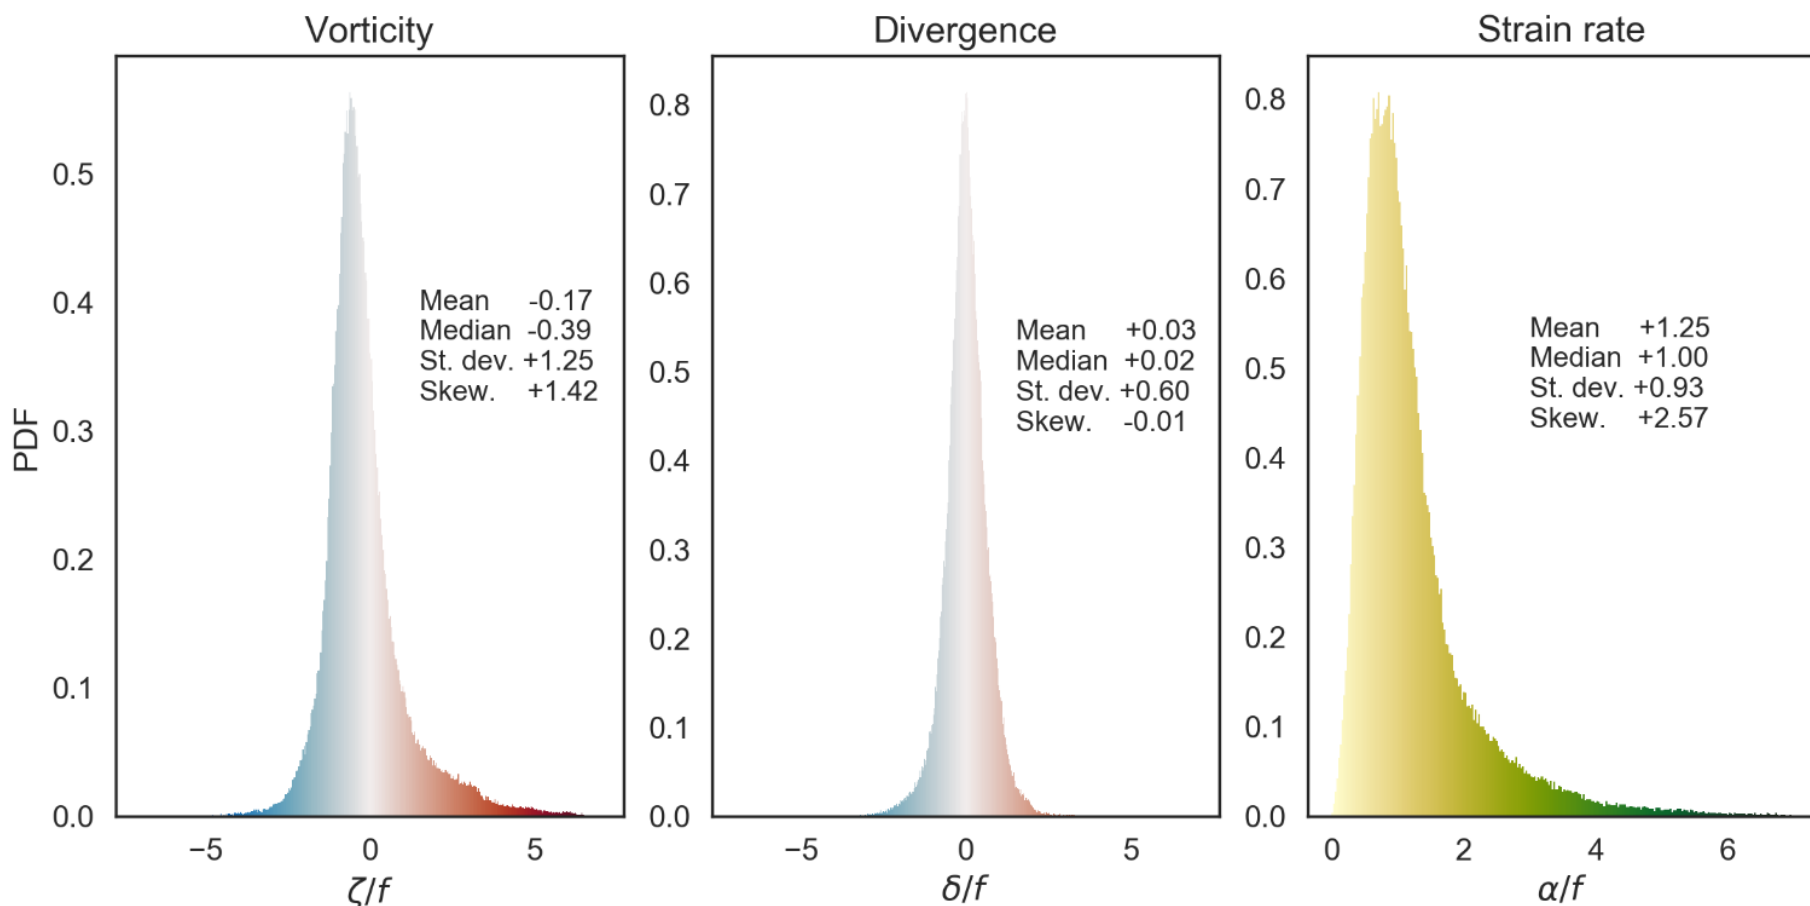 Vorticity
Divergence
Strain rate
PDF
0.5
0.4
0.3
0.2
0.1
0.0
Mean -0.17
Median -0.39
St. dev. +1.25
Skew. +1.42
−5 0 5
ζ/f
0.8
0.7
0.6
0.5
0.4
0.3
0.2
0.1
0.0
Mean +0.03
Median +0.02
St. dev. +0.60
Skew. -0.01
−5 0 5
δ/f
0.8
0.7
0.6
0.5
0.4
0.3
0.2
0.1
0.0
Mean +1.25
Median +1.00
St. dev. +0.93
Skew. +2.57
0 2 4 6
α/f